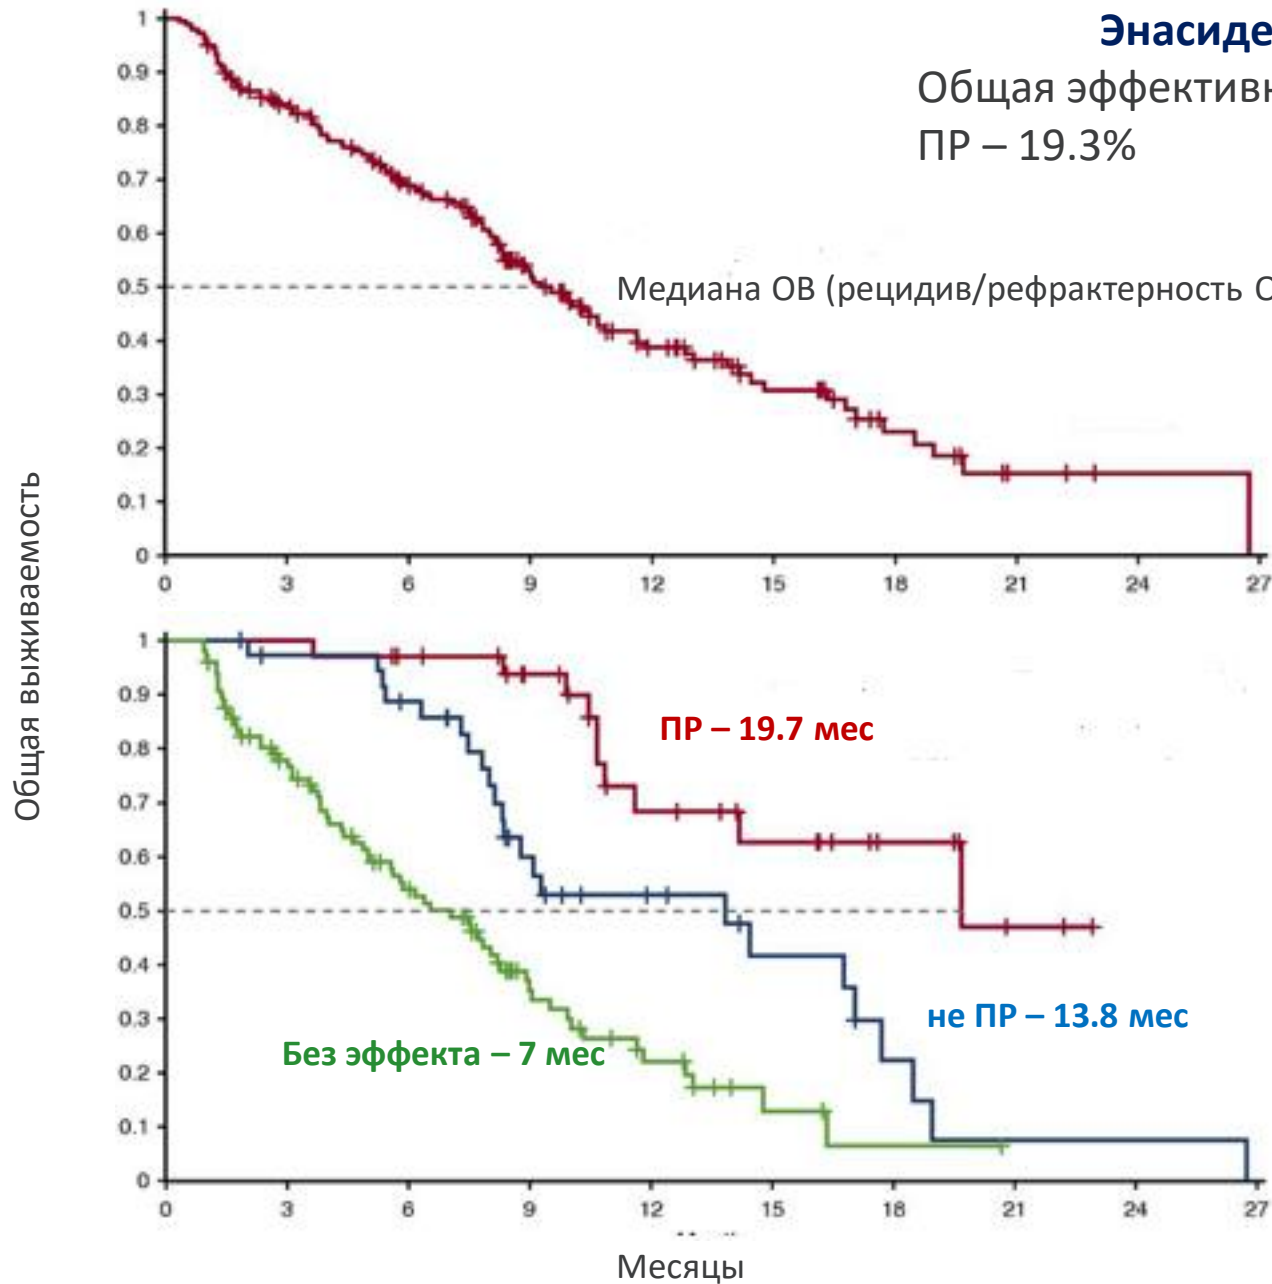 Энасиде
Общая эффективн
ПР – 19.3%
1
0.9
0.8
0.7
0.6
0.5
0.4
0.3
0.2
0.1
0
Медиана ОВ (рецидив/рефрактерность О
0 3 6 9 12 15 18 21 24 27
Общая выживаемость
1
0.9
0.8
0.7
0.6
0.5
0.4
0.3
0.2
0.1
0
ПР – 19.7 мес
не ПР – 13.8 мес
Без эффекта – 7 мес
0 3 6 9 12 15 18 21 24 27
Месяцы